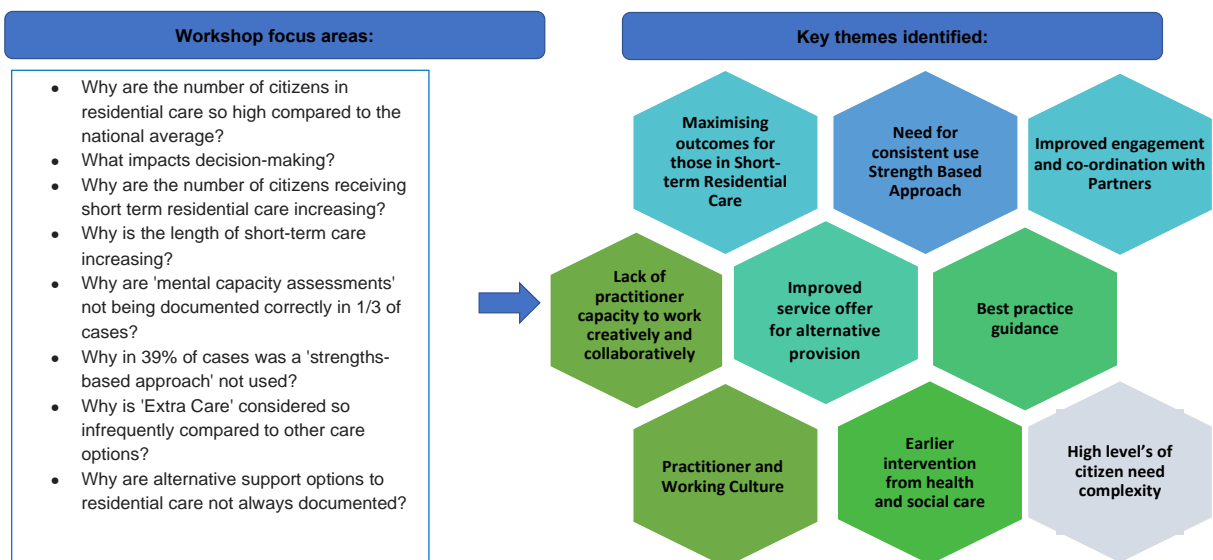 Workshop focus areas:
• Why are the number of citizens in
residential care so high compared to the
national average?
• What impacts decision-making?
• Why are the number of citizens receiving
short term residential care increasing?
• Why is the length of short-term care
increasing?
• Why are 'mental capacity assessments'
not being documented correctly in 1/3 of
cases?
• Why in 39% of cases was a 'strengths-
based approach' not used?
• Why is 'Extra Care' considered so
infrequently compared to other care
options?
• Why are alternative support options to
residential care not always documented?
Key themes identified:
Maximising
outcomes for
those in Short-
term Residential
Care
Need for
consistent use
Strength Based
Approach
Improved engagement
and co-ordination with
Partners
Lack of
practitioner
capacity to work
creatively and
collaboratively
Improved
service offer
for alternative
provision
Best practice
guidance
Practitioner and
Working Culture
Earlier
intervention
from health
and social care
High level's of
citizen need
complexity